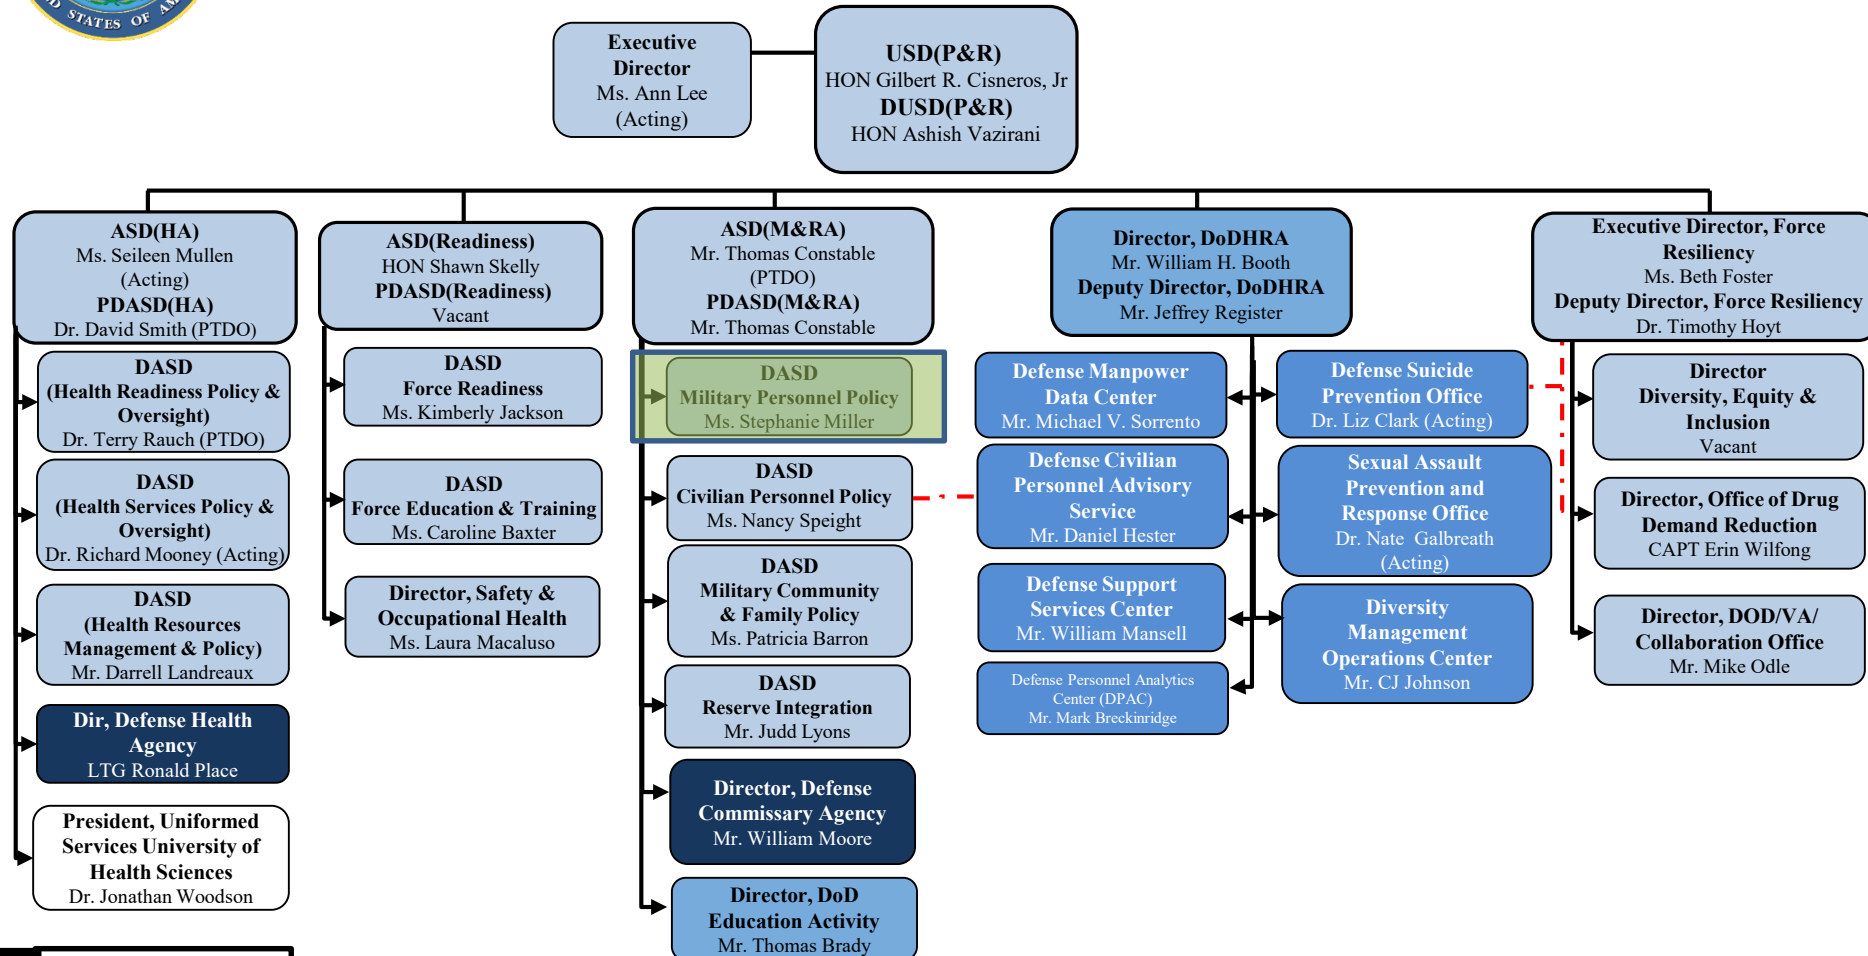 D STATES OF AM
Executive
Director
Ms. Ann Lee
(Acting)
USD(P&R)
HON Gilbert R. Cisneros, Jr
DUSD(P&R)
HON Ashish Vazirani
ASD(HA)
Ms. Seileen Mullen
(Acting)
PDASD(HA)
Dr. David Smith (PTDO)
DASD
(Health Readiness Policy &
Oversight)
Dr. Terry Rauch (PTDO)
DASD
(Health Services Policy &
Oversight)
Dr. Richard Mooney (Acting)
DASD
(Health Resources
Management & Policy)
Mr. Darrell Landreaux
Dir, Defense Health
Agency
LTG Ronald Place
President, Uniformed
Services University of
Health Sciences
Dr. Jonathan Woodson
ASD(Readiness)
HON Shawn Skelly
PDASD(Readiness)
Vacant
DASD
Force Readiness
Ms. Kimberly Jackson
DASD
Force Education & Training
Ms. Caroline Baxter
Director, Safety &
Occupational Health
Ms. Laura Macaluso
ASD(M&RA)
Mr. Thomas Constable
(PTDO)
PDASD(M&RA)
Mr. Thomas Constable
DASD
Military Personnel Policy
Ms. Stephanie Miller
DASD
Civilian Personnel Policy
Ms. Nancy Speight
DASD
Military Community
& Family Policy
Ms. Patricia Barron
DASD
Reserve Integration
Mr. Judd Lyons
Director, Defense
Commissary Agency
Mr. William Moore
Director, DoD
Education Activity
Mr. Thomas Brady
Director, DoDHRA
Mr. William H. Booth
Deputy Director, DoDHRA
Mr. Jeffrey Register
Defense Manpower
Data Center
Mr. Michael V. Sorrento
Defense Civilian
Personnel Advisory
Service
Mr. Daniel Hester
Defense Support
Services Center
Mr. William Mansell
Defense Personnel Analytics
Center (DPAC)
Mr. Mark Breckinridge
Defense Suicide
Prevention Office
Dr. Liz Clark (Acting)
Sexual Assault
Prevention and
Response Office
Dr. Nate Galbreath
(Acting)
Diversity
Management
Operations Center
Mr. CJ Johnson
Executive Director, Force
Resiliency
Ms. Beth Foster
Deputy Director, Force Resiliency
Dr. Timothy Hoyt
Director
Diversity, Equity &
Inclusion
Vacant
Director, Office of Drug
Demand Reduction
CAPT Erin Wilfong
Director, DOD/VA/
Collaboration Office
Mr. Mike Odle